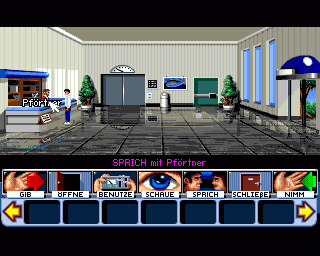 Pförtner
SPRICH mit Pförtner
GIB ÖFFNE BENUTZE SCHAUE SPRICH SCHLIEßE NIMM